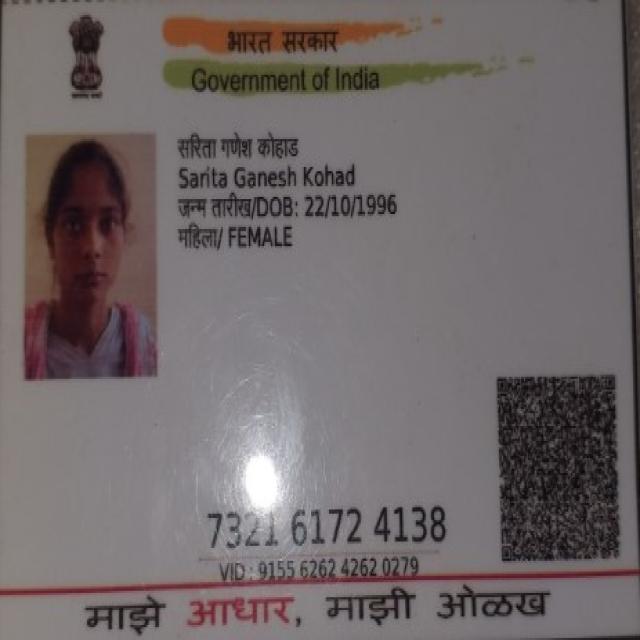 भारत सरकार
Government of India
सरिता गणेश कोहाड
Sarita Ganesh Kohad
जन्म तारीख/DOB: 22/10/1996
महिला/ FEMALE
7321 6172 4138
VID : 9155 6262 4262 0279
माझे आधार, माझी ओळख